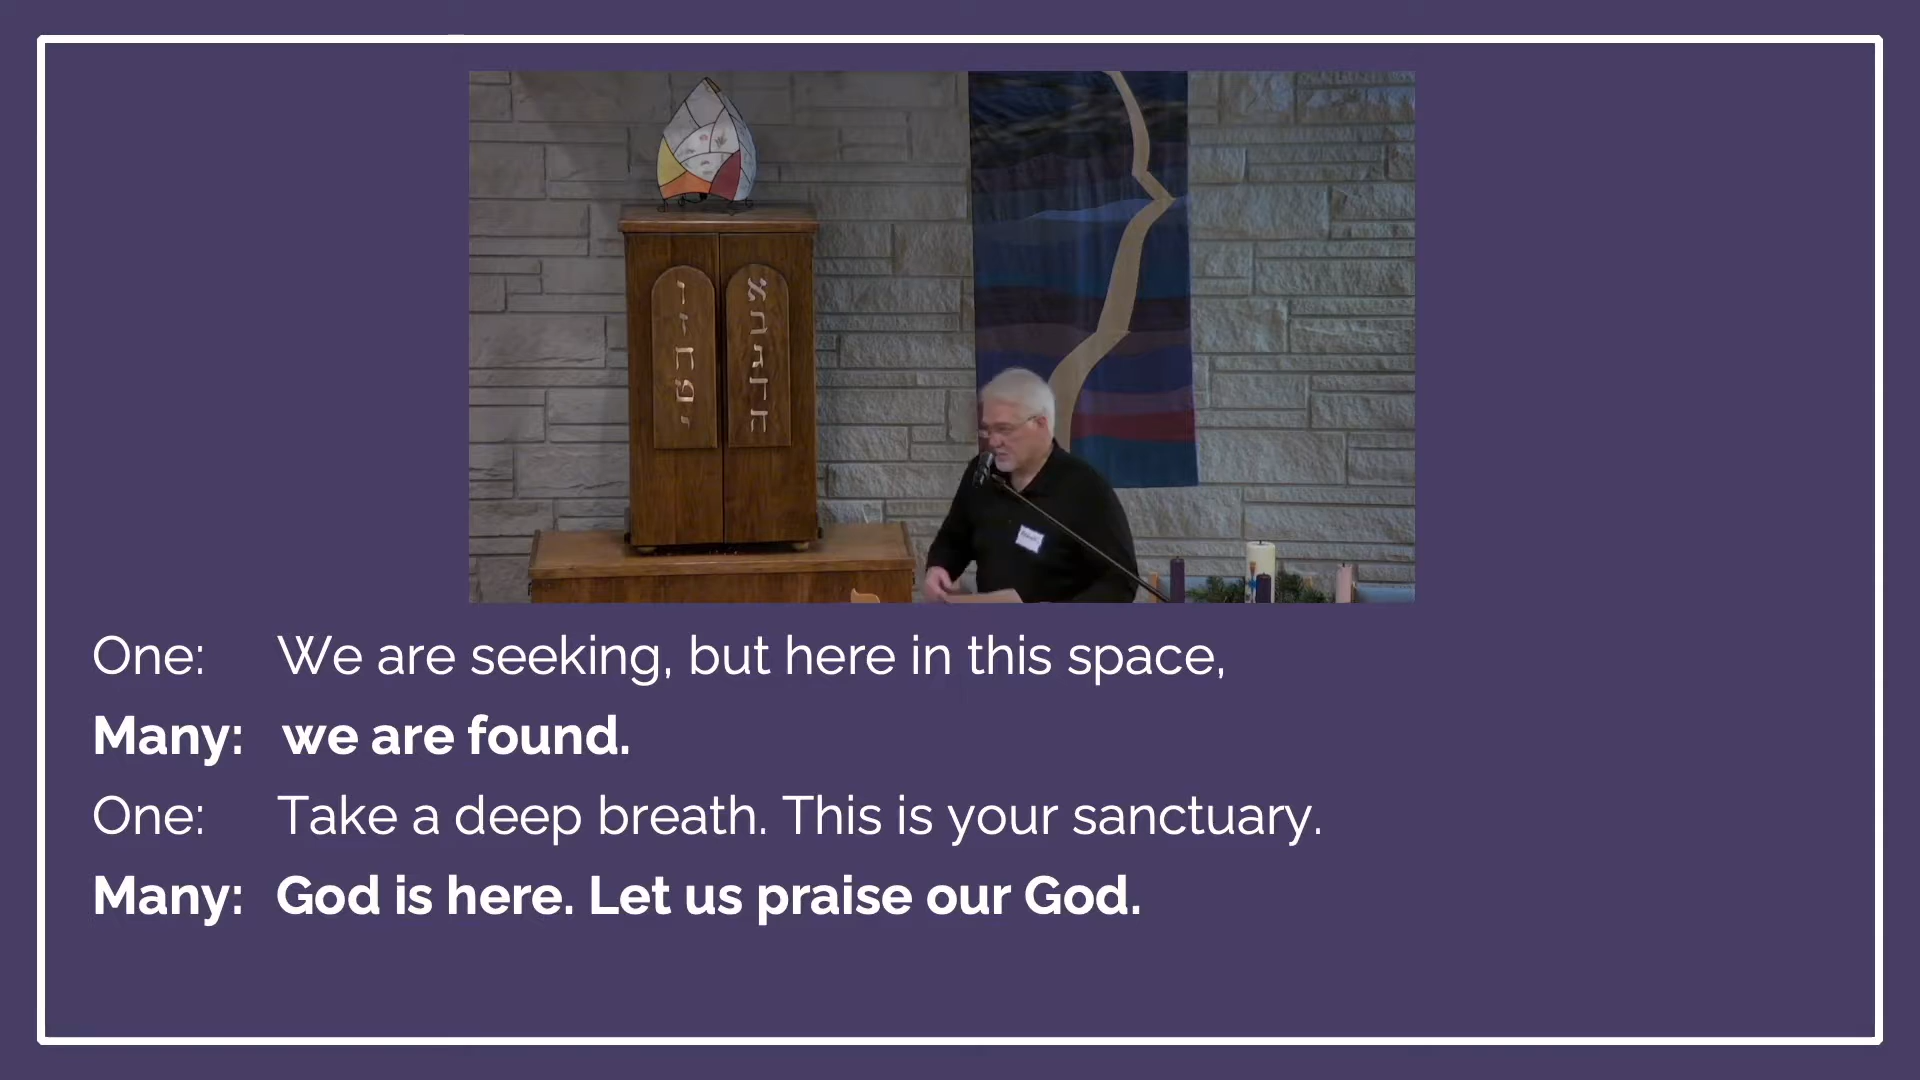 א
ב
ג
ד
ה
ו
ז
ח
ט
י
One: We are seeking, but here in this space,
Many: we are found.
One: Take a deep breath. This is your sanctuary.
Many: God is here. Let us praise our God.